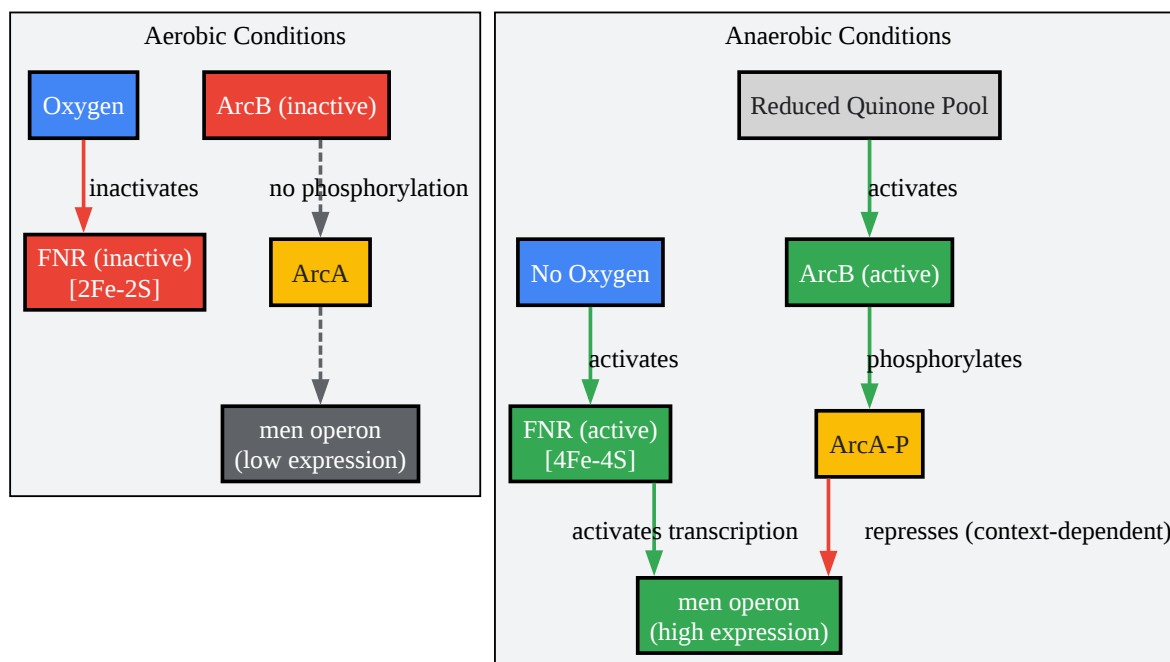 Aerobic Conditions
Oxygen
ArcB (inactive)
inactivates
no phosphorylation
FNR (inactive)
[2Fe-2S]
ArcA
men operon
(low expression)
Anaerobic Conditions
Reduced Quinone Pool
activates
No Oxygen
ArcB (active)
activates
phosphorylates
FNR (active)
[4Fe-4S]
ArcA-P
activates transcription
represses (context-dependent)
men operon
(high expression)